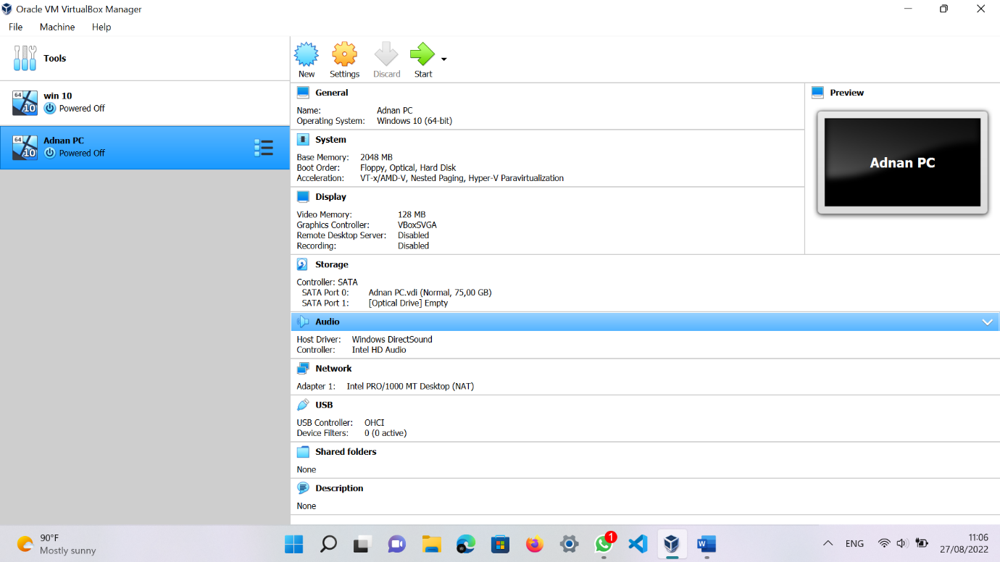 Oracle VM VirtualBox Manager
File Machine Help
Tools
New
Settings
Discard
Start
64
10
win 10
Powered Off
64
10
Adnan PC
Powered Off
General
Name: Adnan PC
Operating System: Windows 10 (64-bit)
System
Base Memory: 2048 MB
Boot Order: Floppy, Optical, Hard Disk
Acceleration: VT-x/AMD-V, Nested Paging, Hyper-V Paravirtualization
Display
Video Memory: 128 MB
Graphics Controller: VBoxSVGA
Remote Desktop Server: Disabled
Recording: Disabled
Preview
Adnan PC
Storage
Controller: SATA
SATA Port 0: Adnan PC.vdi (Normal, 75,00 GB)
SATA Port 1: [Optical Drive] Empty
Audio
Host Driver: Windows DirectSound
Controller: Intel HD Audio
Network
Adapter 1: Intel PRO/1000 MT Desktop (NAT)
USB
USB Controller: OHCI
Device Filters: 0 (0 active)
Shared folders
None
Description
None
90°F
Mostly sunny
1
W
ENG
11:06
27/08/2022